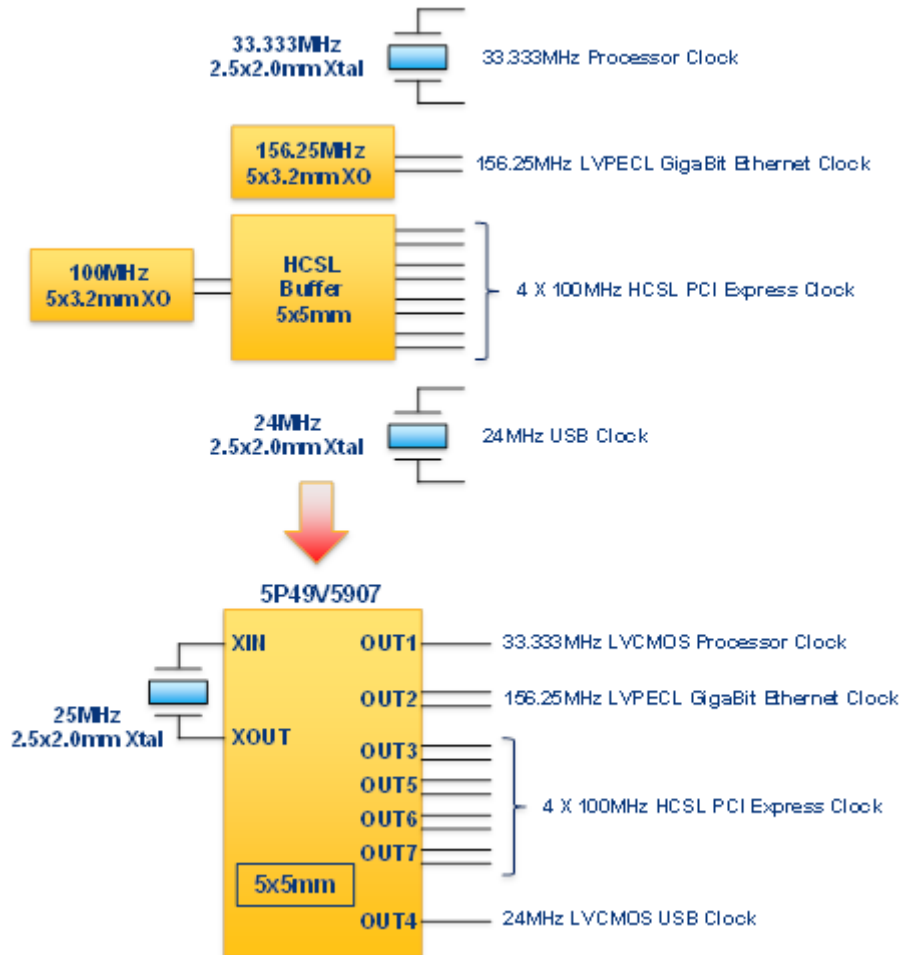 33.333MHz
2.5x2.0mm Xtal
33.333MHz Processor Clock
156.25MHz
5x3.2mm XO
156.25MHz LVPECL GigaBit Ethernet Clock
100MHz
5x3.2mm XO
HCSL
Buffer
5x5mm
4 X 100MHz HCSL PCI Express Clock
24MHz
2.5x2.0mm Xtal
24MHz USB Clock
5P49V5907
XIN
OUT1
33.333MHz LVCMOS Processor Clock
25MHz
2.5x2.0mm Xtal
OUT2
156.25MHz LVPECL GigaBit Ethernet Clock
XOUT
OUT3
OUT5
OUT6
OUT7
4 X 100MHz HCSL PCI Express Clock
5x5mm
OUT4
24MHz LVCMOS USB Clock